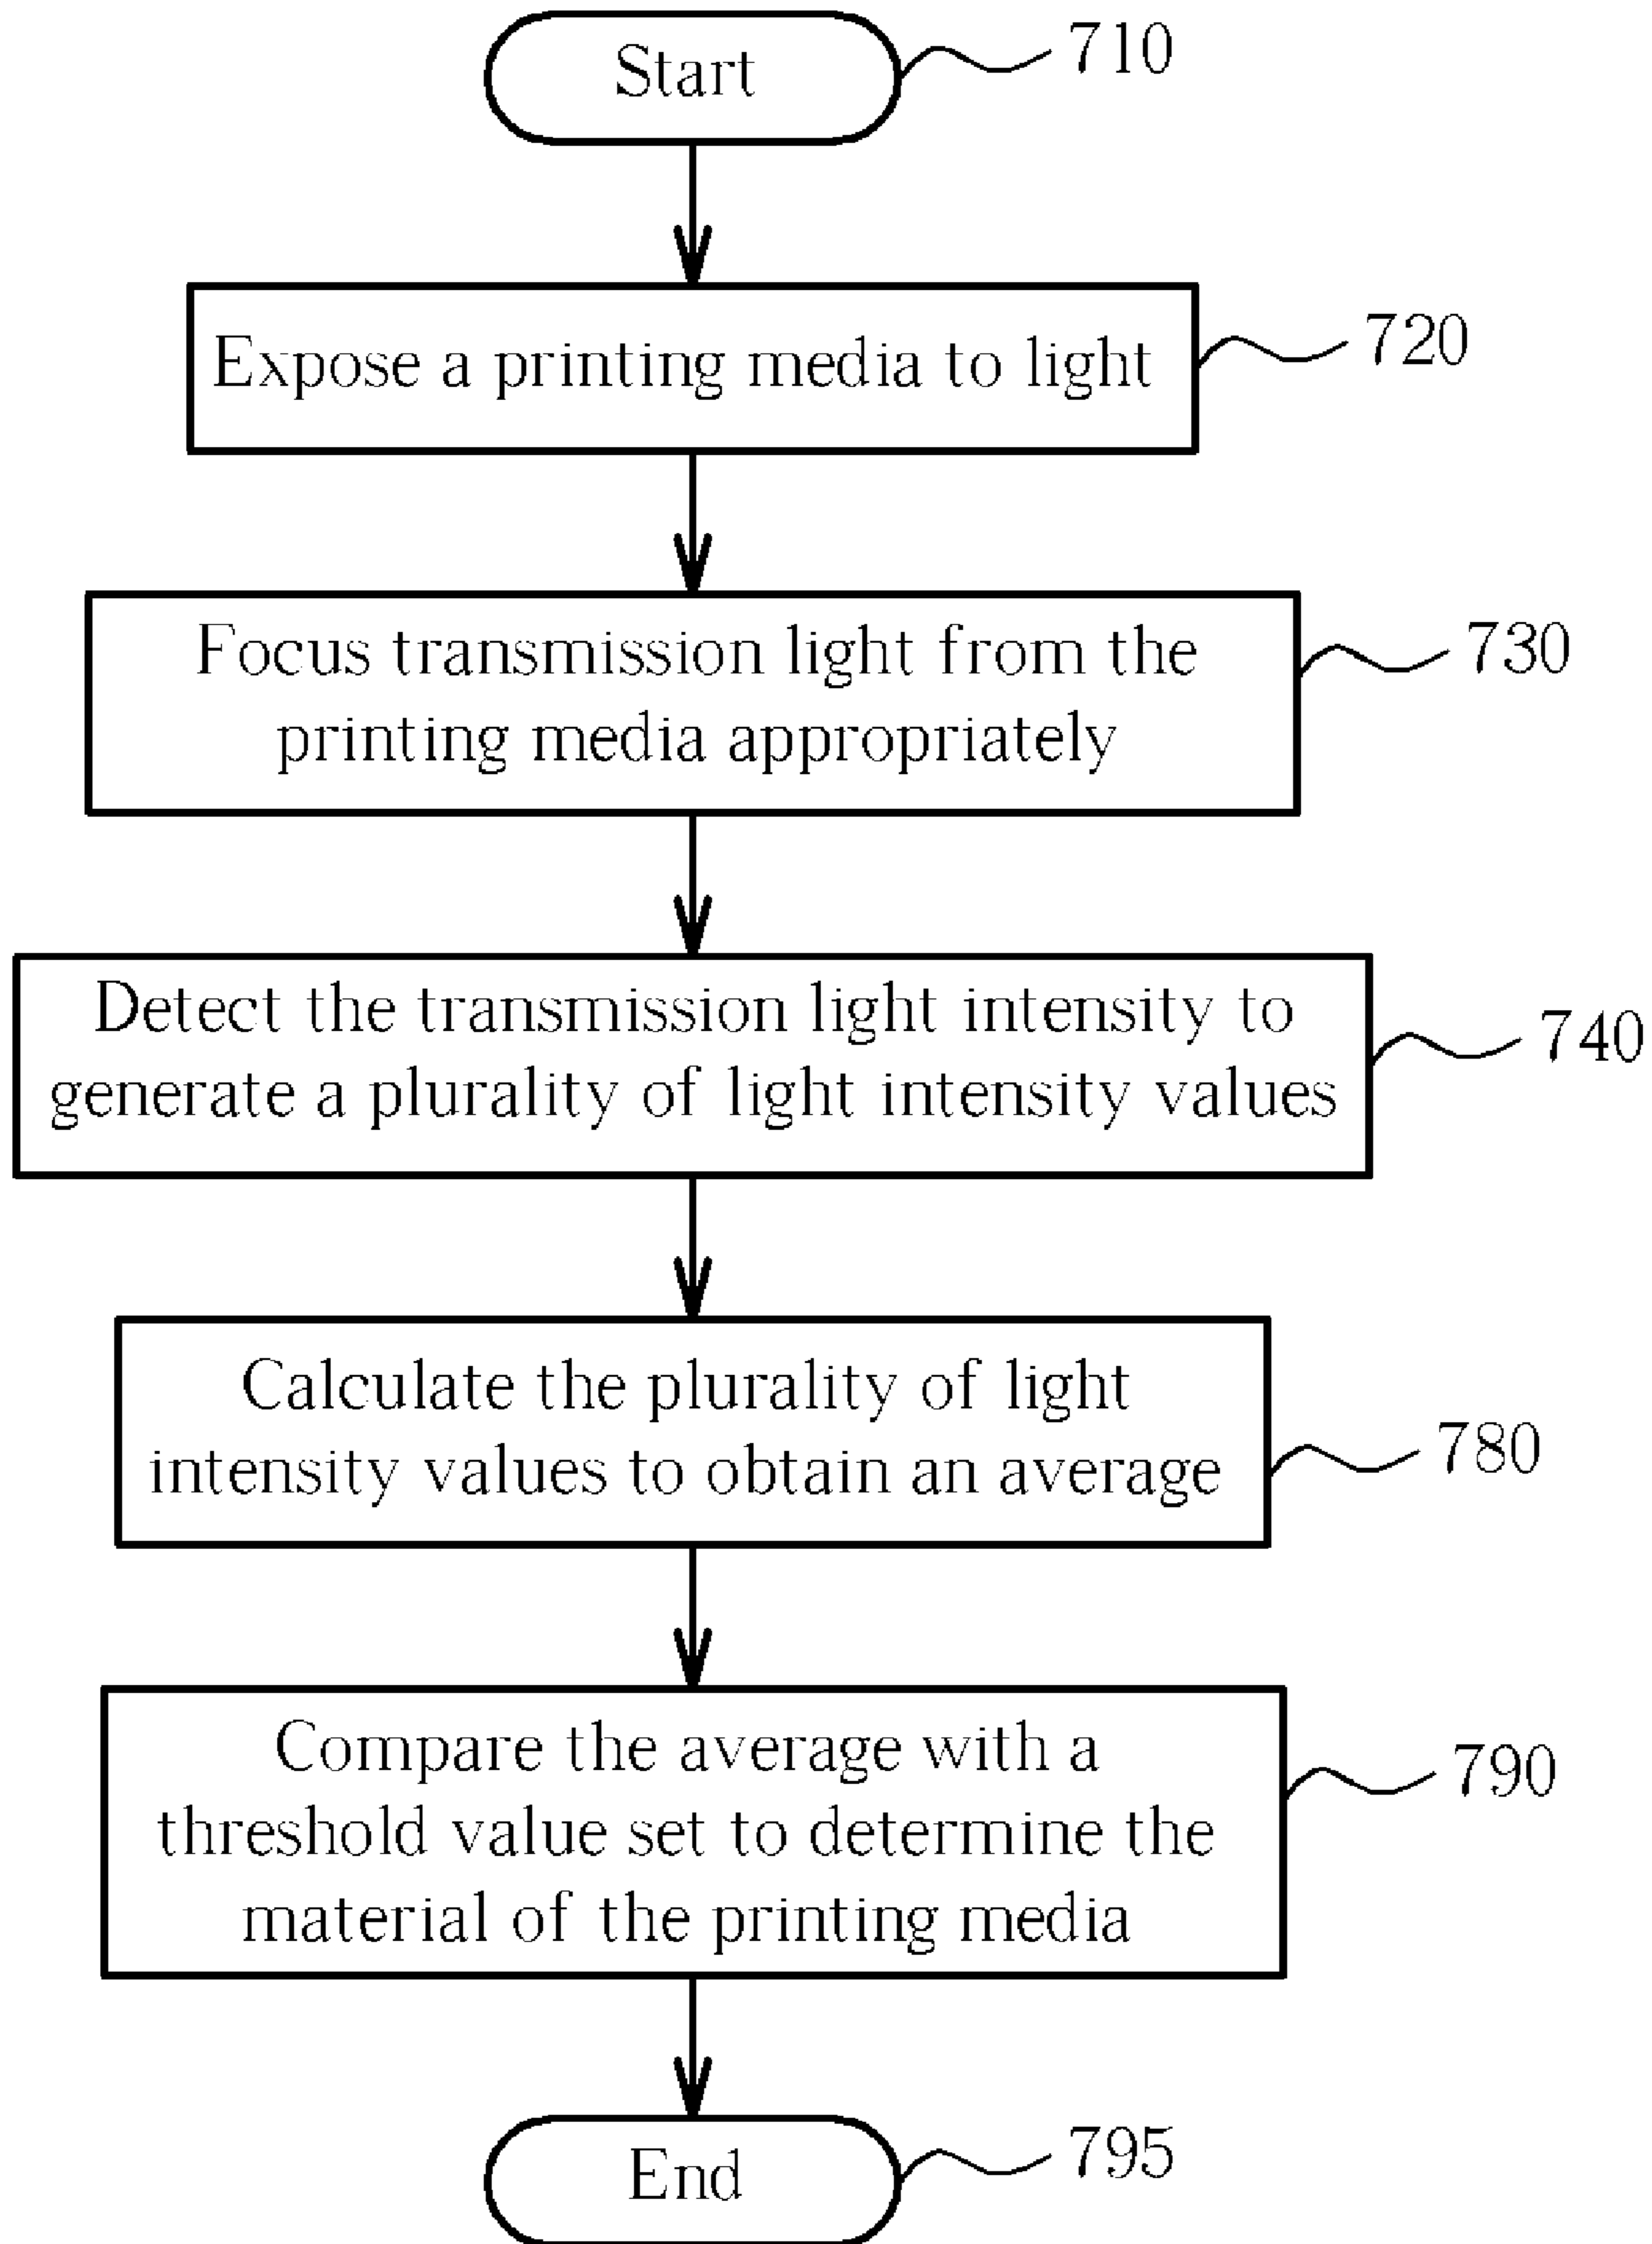 Start
710
Expose a printing media to light
720
Focus transmission light from the
printing media appropriately
730
Detect the transmission light intensity to
generate a plurality of light intensity values
740
Calculate the plurality of light
intensity values to obtain an average
780
Compare the average with a
threshold value set to determine the
material of the printing media
790
End
795